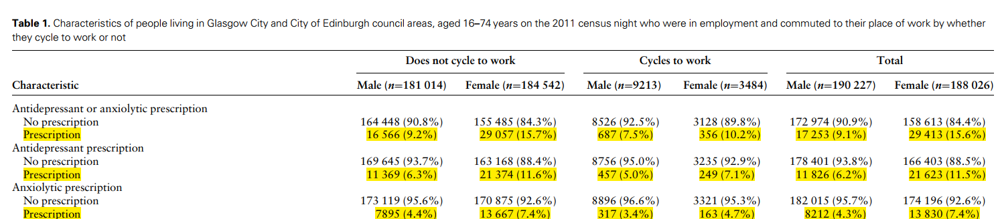 Table 1. Characteristics of people living in Glasgow City and City of Edinburgh council areas, aged 16–74 years on the 2011 census night who were in employment and commuted to their place of work by whether
they cycle to work or not
Does not cycle to work Cycles to work Total
Characteristic Male (n=181 014) Female (n=184 542) Male (n=9213) Female (n=3484) Male (n=190 227) Female (n=188 026)
Antidepressant or anxiolytic prescription
No prescription 164 448 (90.8%) 155 485 (84.3%) 8526 (92.5%) 3128 (89.8%) 172 974 (90.9%) 158 613 (84.4%)
Prescription 16 566 (9.2%) 29 057 (15.7%) 687 (7.5%) 356 (10.2%) 17 253 (9.1%) 29 413 (15.6%)
Antidepressant prescription
No prescription 169 645 (93.7%) 163 168 (88.4%) 8756 (95.0%) 3235 (92.9%) 178 401 (93.8%) 166 403 (88.5%)
Prescription 11 369 (6.3%) 21 374 (11.6%) 457 (5.0%) 249 (7.1%) 11 826 (6.2%) 21 623 (11.5%)
Anxiolytic prescription
No prescription 173 119 (95.6%) 170 875 (92.6%) 8896 (96.6%) 3321 (95.3%) 182 015 (95.7%) 174 196 (92.6%)
Prescription 7895 (4.4%) 13 667 (7.4%) 317 (3.4%) 163 (4.7%) 8212 (4.3%) 13 830 (7.4%)